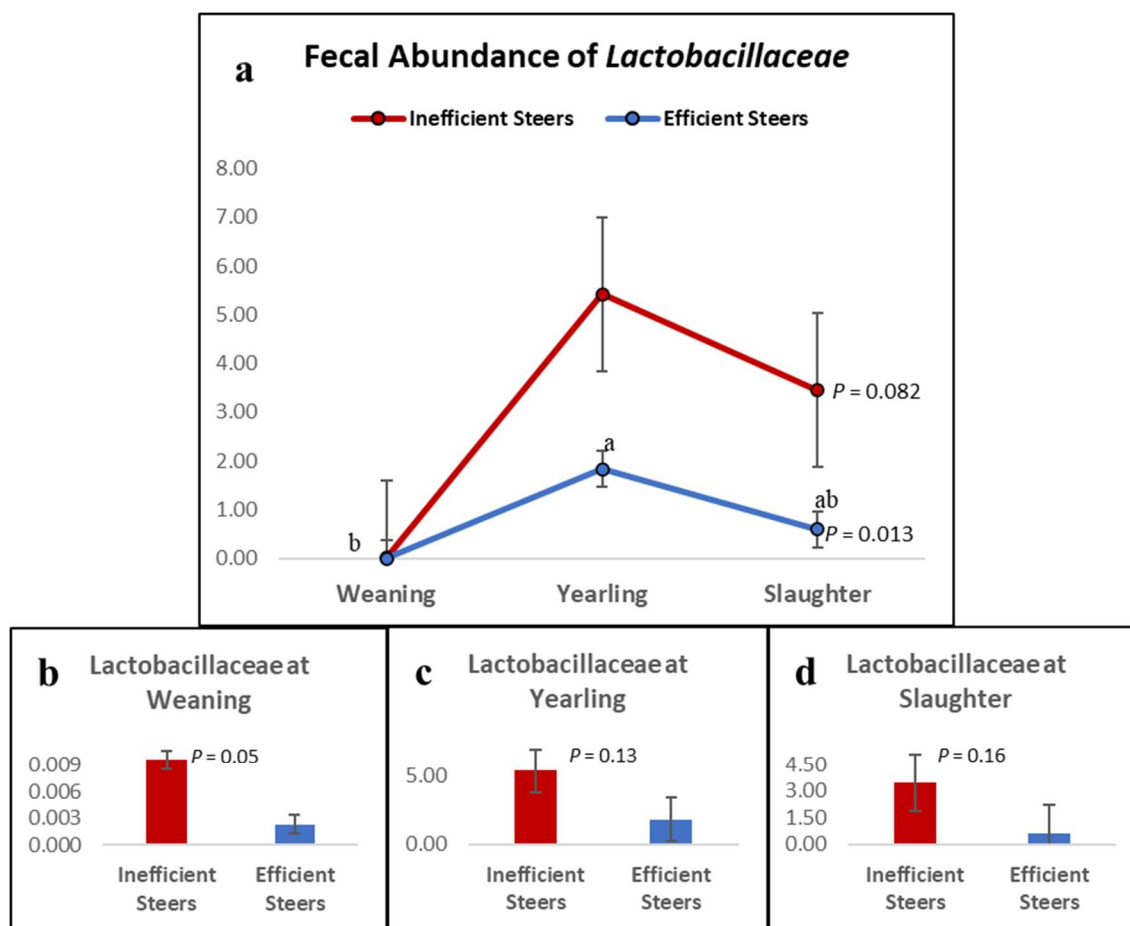 a
Fecal Abundance of Lactobacillaceae
Inefficient Steers Efficient Steers
8.00
7.00
6.00
5.00
4.00
3.00
2.00
1.00
0.00
P = 0.082
a
ab
P = 0.013
b
Weaning Yearling Slaughter
b
Lactobacillaceae at
Weaning
0.009
0.006
0.003
0.000
P = 0.05
Inefficient Efficient
Steers Steers
c
Lactobacillaceae at
Yearling
5.00
0.00
P = 0.13
Inefficient Efficient
Steers Steers
d
Lactobacillaceae at
Slaughter
4.50
3.00
1.50
0.00
P = 0.16
Inefficient Efficient
Steers Steers